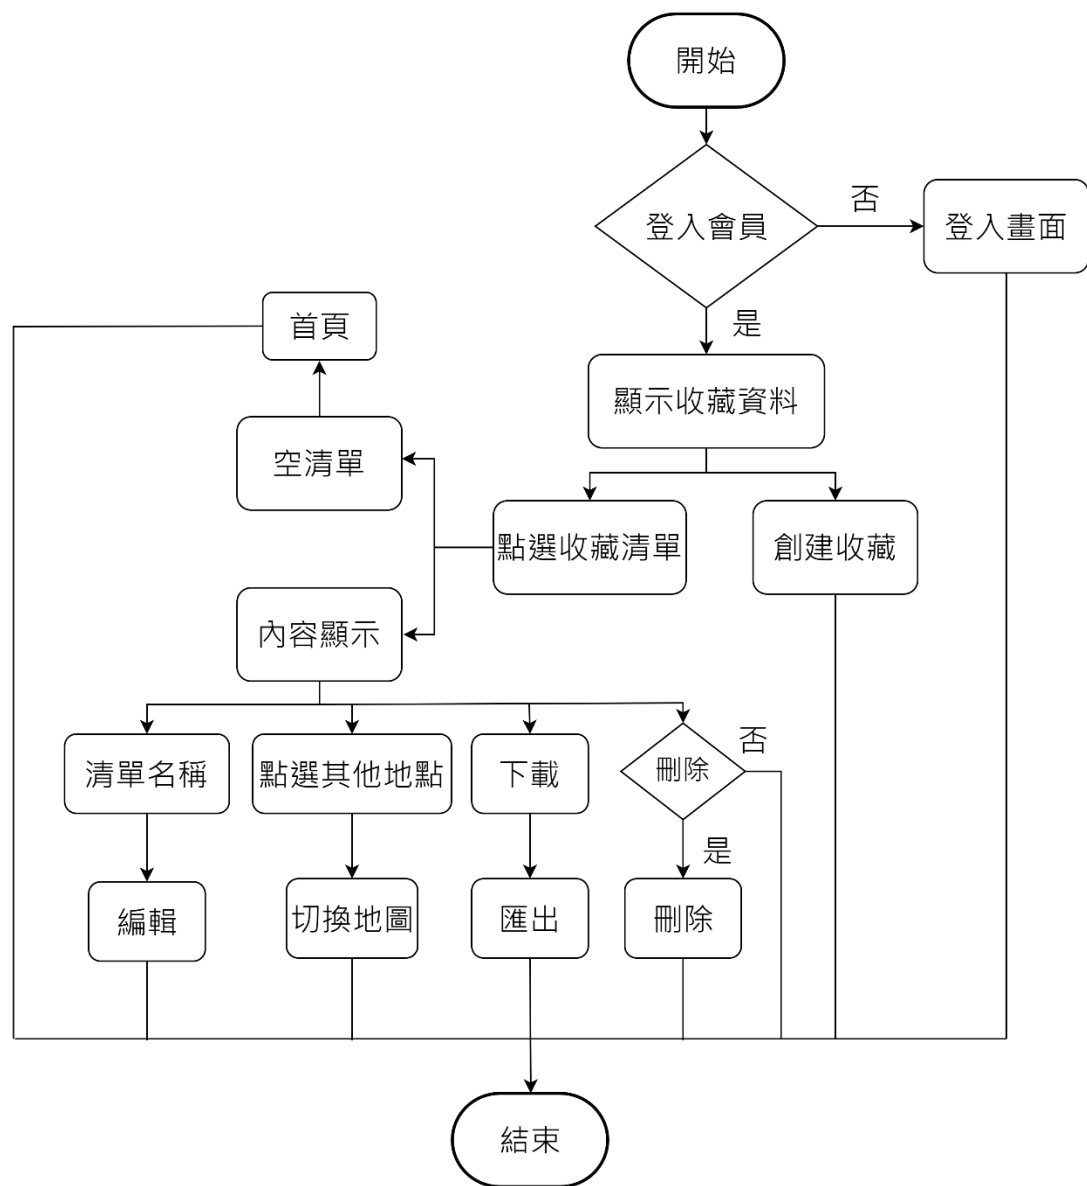 開始
登入會員
否
登入畫面
是
首頁
顯示收藏資料
空清單
點選收藏清單
創建收藏
內容顯示
清單名稱
點選其他地點
下載
刪除
否
是
編輯
切換地圖
匯出
刪除
結束